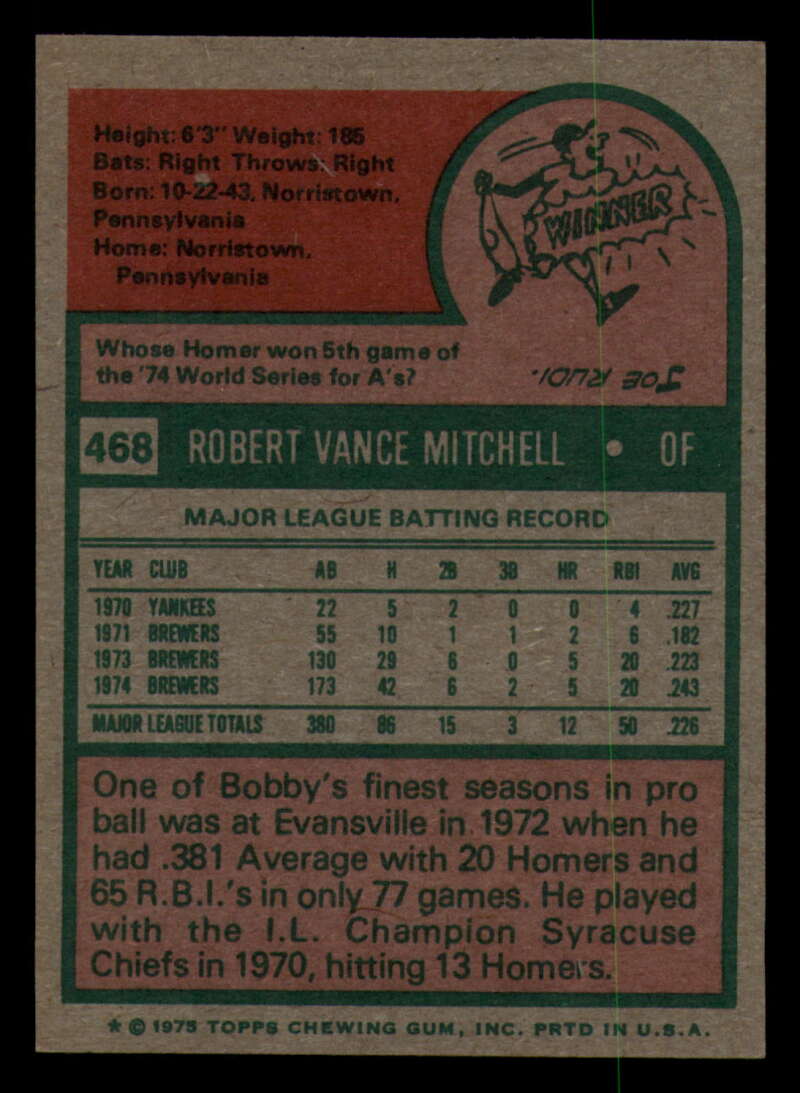 Height: 6'3" Weight: 185
Bats: Right Throws: Right
Born: 10-22-43, Norristown,
Pennsylvania
Home: Norristown,
Pennsylvania
WINNER
Whose Homer won 5th game of
the '74 World Series for A's?
JOE RUDI.
468 ROBERT VANCE MITCHELL • OF
MAJOR LEAGUE BATTING RECORD
YEAR CLUB AB H 2B 3B HR RBI AVG
1970 YANKEES 22 5 2 0 0 4 .227
1971 BREWERS 55 10 1 1 2 6 .182
1973 BREWERS 130 29 6 0 5 20 .223
1974 BREWERS 173 42 6 2 5 20 .243
MAJOR LEAGUE TOTALS 380 86 15 3 12 50 .226
One of Bobby's finest seasons in pro
ball was at Evansville in 1972 when he
had .381 Average with 20 Homers and
65 R.B.I.'s in only 77 games. He played
with the I.L. Champion Syracuse
Chiefs in 1970, hitting 13 Homers.
* © 1975 TOPPS CHEWING GUM, INC. PRTD IN U.S.A.